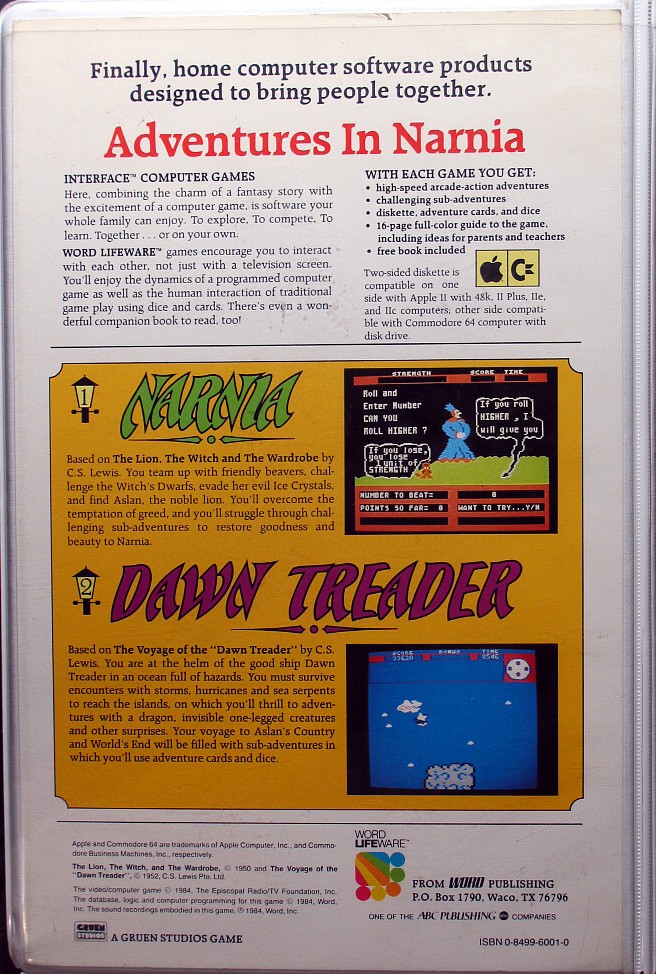 Finally, home computer software products
designed to bring people together.
Adventures In Narnia
INTERFACE™ COMPUTER GAMES
Here, combining the charm of a fantasy story with
the excitement of a computer game, is software your
whole family can enjoy. To explore, To compete, To
learn. Together . . . or on your own.
WORD LIFEWARE™ games encourage you to interact
with each other, not just with a television screen.
You'll enjoy the dynamics of a programmed computer
game as well as the human interaction of traditional
game play using dice and cards. There's even a won-
derful companion book to read, too!
WITH EACH GAME YOU GET:
• high-speed arcade-action adventures
• challenging sub-adventures
• diskette, adventure cards, and dice
• 16-page full-color guide to the game,
including ideas for parents and teachers
• free book included
Two-sided diskette is
compatible on one
side with Apple II with 48k, II Plus, IIe,
and IIc computers; other side compati-
ble with Commodore 64 computer with
disk drive.
1
NARNIA
Based on The Lion, The Witch and The Wardrobe by
C.S. Lewis. You team up with friendly beavers, chal-
lenge the Witch's Dwarfs, evade her evil Ice Crystals,
and find Aslan, the noble lion. You'll overcome the
temptation of greed, and you'll struggle through chal-
lenging sub-adventures to restore goodness and
beauty to Narnia.
STRENGTH SCORE TIME
Roll and
Enter Number
CAN YOU
ROLL HIGHER ?
If you roll
HIGHER , I
will give you
If you lose,
you lose
1 unit of
STRENGTH
NUMBER TO BEAT= 0
POINTS SO FAR= 0 WANT TO TRY...Y/N
2
DAWN TREADER
Based on The Voyage of the "Dawn Treader" by C.S.
Lewis. You are at the helm of the good ship Dawn
Treader in an ocean full of hazards. You must survive
encounters with storms, hurricanes and sea serpents
to reach the islands, on which you'll thrill to adven-
tures with a dragon, invisible one-legged creatures
and other surprises. Your voyage to Aslan's Country
and World's End will be filled with sub-adventures in
which you'll use adventure cards and dice.
SCORE BONUS TIME
33620 8546
Apple and Commodore 64 are trademarks of Apple Computer, Inc., and Commo-
dore Business Machines, Inc., respectively.
The Lion, The Witch, and The Wardrobe, © 1950 and The Voyage of the
"Dawn Treader", © 1952, C.S. Lewis Pte. Ltd.
The video/computer game © 1984, The Episcopal Radio/TV Foundation, Inc.
The database, logic and computer programming for this game © 1984, Word,
Inc. The sound recordings embodied in this game, ℗ 1984, Word, Inc.
GRUEN
STUDIOS
A GRUEN STUDIOS GAME
WORD
LIFEWARE™
FROM WORD PUBLISHING
P.O. Box 1790, Waco, TX 76796
ONE OF THE ABC PUBLISHING abc COMPANIES
ISBN 0-8499-6001-0